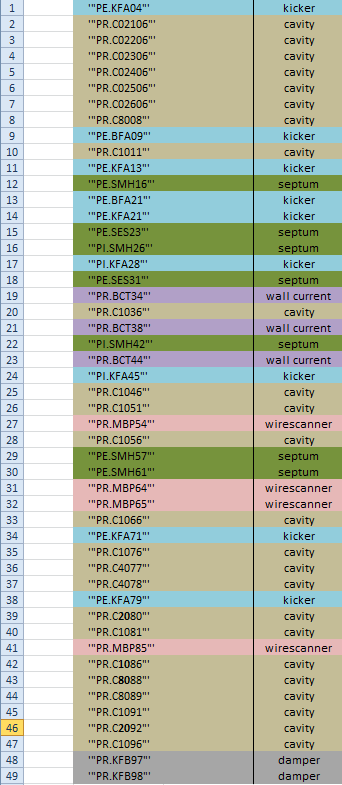 1 '"PE.KFA04"' kicker
2 '"PR.C02106"' cavity
3 '"PR.C02206"' cavity
4 '"PR.C02306"' cavity
5 '"PR.C02406"' cavity
6 '"PR.C02506"' cavity
7 '"PR.C02606"' cavity
8 '"PR.C8008"' cavity
9 '"PE.BFA09"' kicker
10 '"PR.C1011"' cavity
11 '"PE.KFA13"' kicker
12 '"PE.SMH16"' septum
13 '"PE.BFA21"' kicker
14 '"PE.KFA21"' kicker
15 '"PE.SES23"' septum
16 '"PI.SMH26"' septum
17 '"PI.KFA28"' kicker
18 '"PE.SES31"' septum
19 '"PR.BCT34"' wall current
20 '"PR.C1036"' cavity
21 '"PR.BCT38"' wall current
22 '"PI.SMH42"' septum
23 '"PR.BCT44"' wall current
24 '"PI.KFA45"' kicker
25 '"PR.C1046"' cavity
26 '"PR.C1051"' cavity
27 '"PR.MBP54"' wirescanner
28 '"PR.C1056"' cavity
29 '"PE.SMH57"' septum
30 '"PE.SMH61"' septum
31 '"PR.MBP64"' wirescanner
32 '"PR.MBP65"' wirescanner
33 '"PR.C1066"' cavity
34 '"PE.KFA71"' kicker
35 '"PR.C1076"' cavity
36 '"PR.C4077"' cavity
37 '"PR.C4078"' cavity
38 '"PE.KFA79"' kicker
39 '"PR.C2080"' cavity
40 '"PR.C1081"' cavity
41 '"PR.MBP85"' wirescanner
42 '"PR.C1086"' cavity
43 '"PR.C8088"' cavity
44 '"PR.C8089"' cavity
45 '"PR.C1091"' cavity
46 '"PR.C2092"' cavity
47 '"PR.C1096"' cavity
48 '"PR.KFB97"' damper
49 '"PR.KFB98"' damper